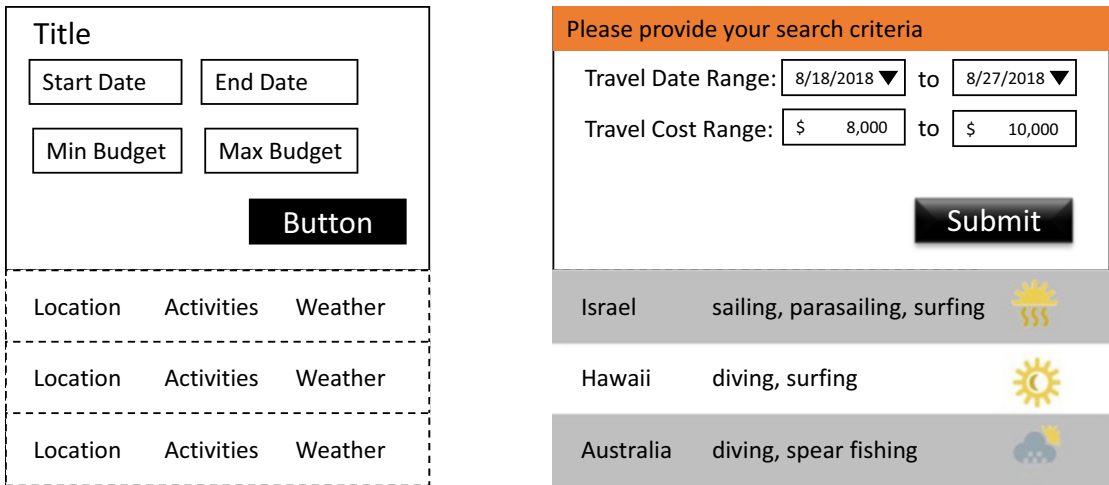 Title
Start Date End Date
Min Budget Max Budget
Button
Location Activities Weather
Location Activities Weather
Location Activities Weather
Please provide your search criteria
Travel Date Range: 8/18/2018 to 8/27/2018
Travel Cost Range: $ 8,000 to $ 10,000
Submit
Israel sailing, parasailing, surfing
Hawaii diving, surfing
Australia diving, spear fishing